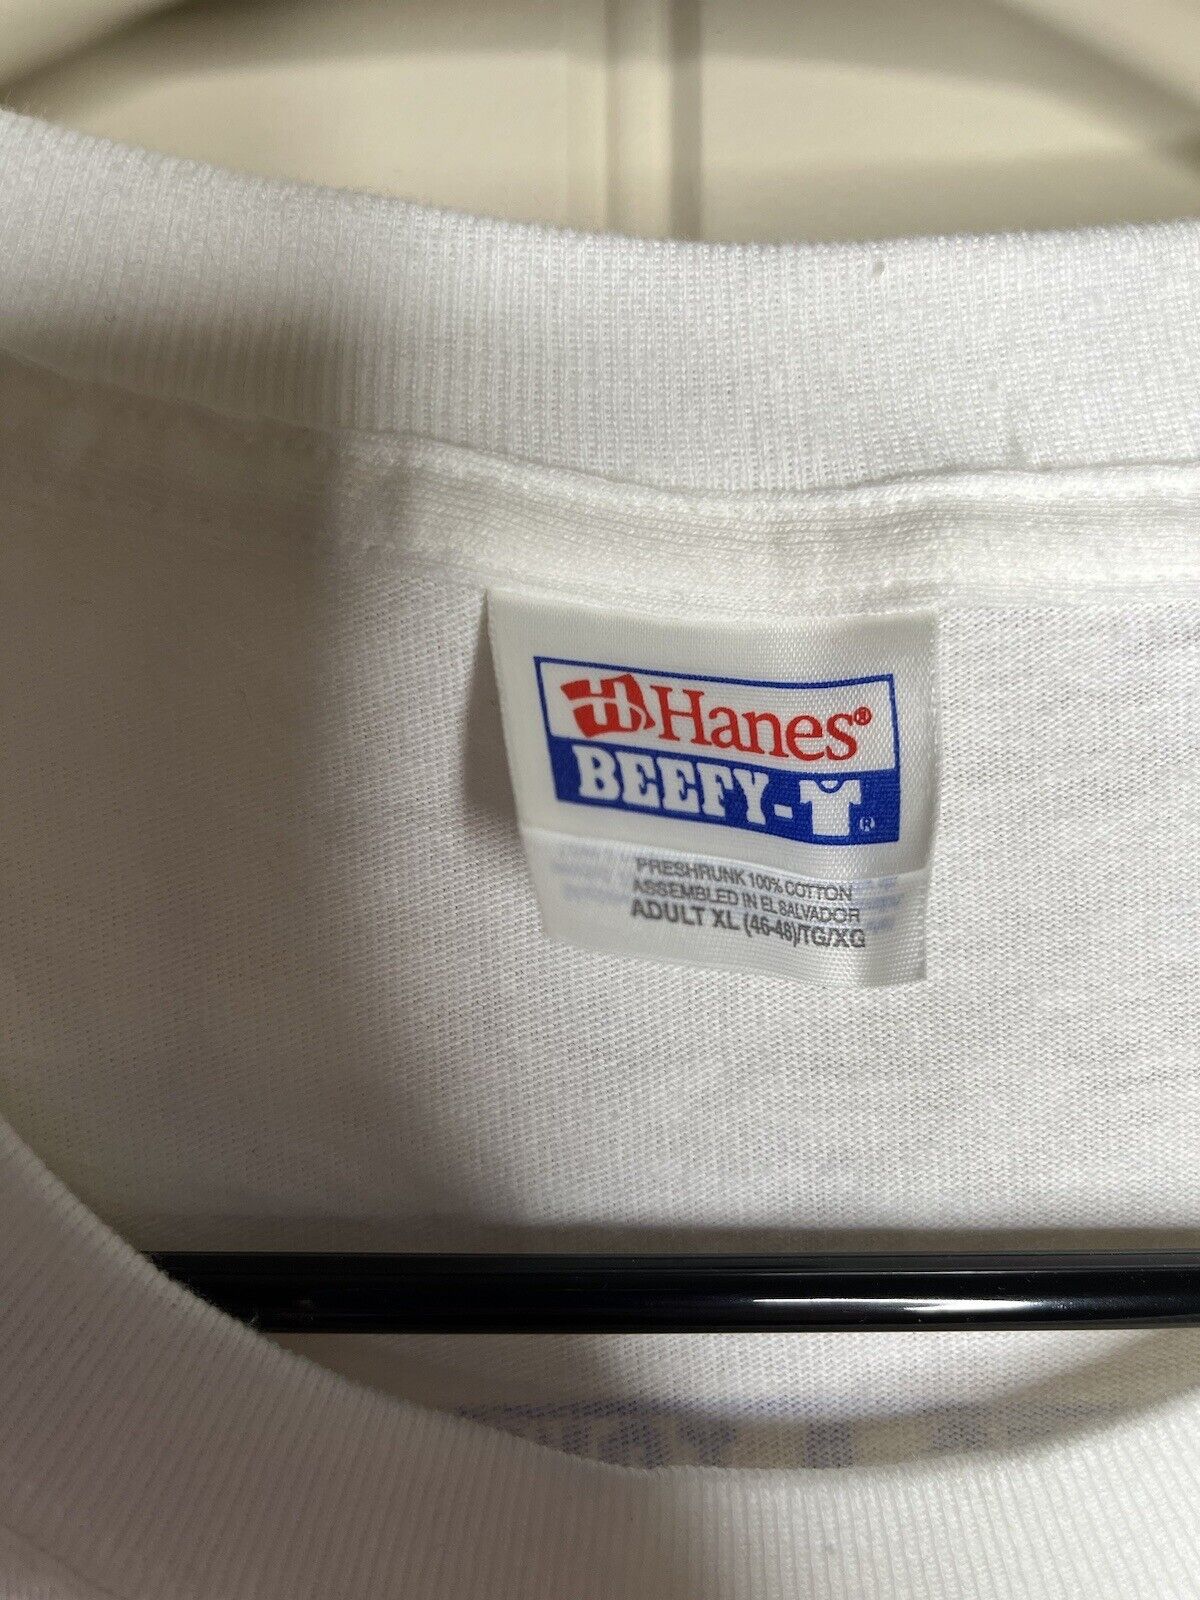 Hanes®
BEEFY-T®
PRESHRUNK 100% COTTON
ASSEMBLED IN EL SALVADOR
ADULT XL (46-48)/TG/XG